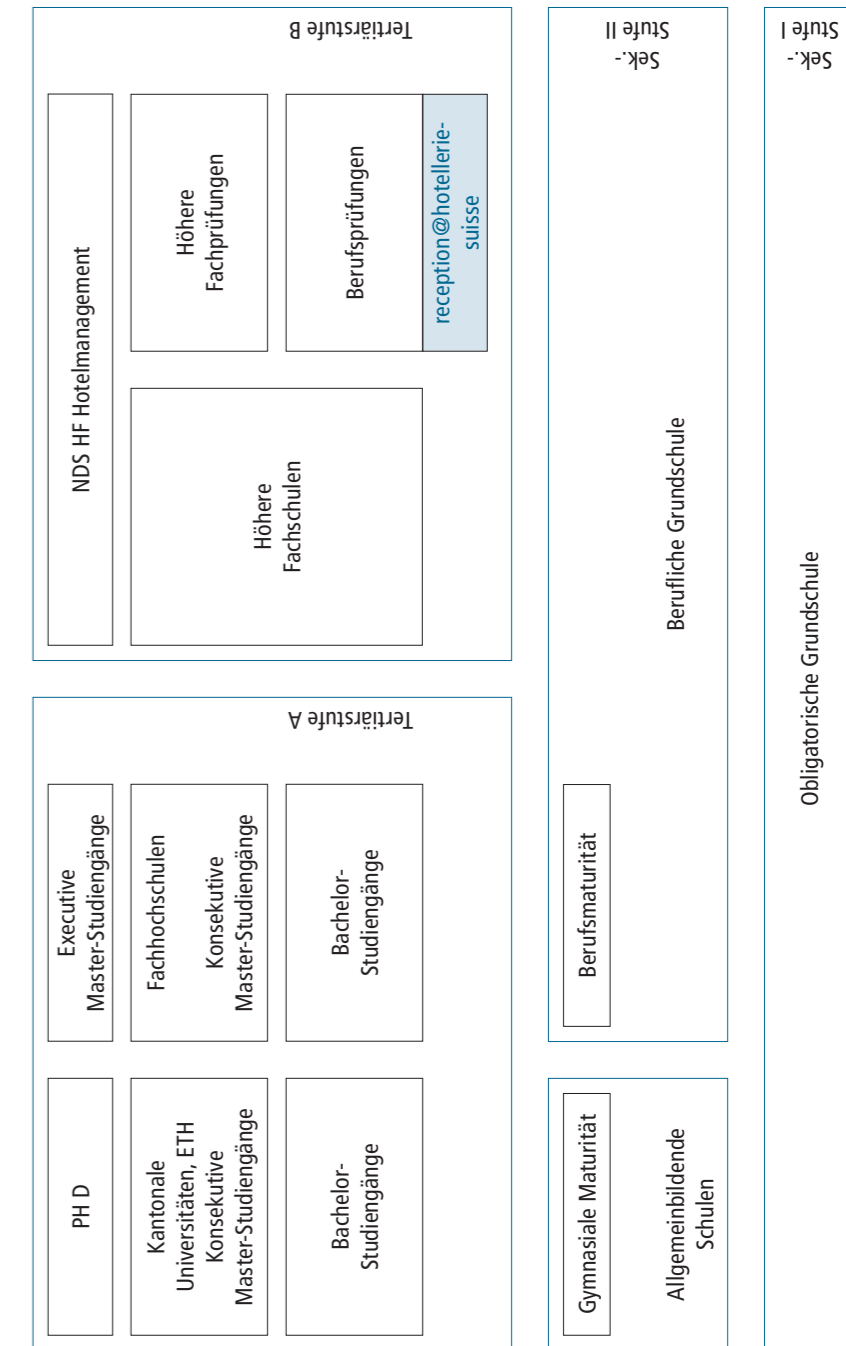 PH D
Executive
Master-Studiengänge
NDS HF Hotelmanagement
Kantonale
Universitäten, ETH
Konsekutive
Master-Studiengänge
Fachhochschulen
Konsekutive
Master-Studiengänge
Höhere
Fachschulen
Höhere
Fachprüfungen
Bachelor-
Studiengänge
Bachelor-
Studiengänge
Berufsprüfungen
reception@hotellerie-
suisse
Tertiärstufe A
Tertiärstufe B
Gymnasiale Maturität
Allgemeinbildende
Schulen
Berufsmaturität
Berufliche Grundschule
Sek.-
Stufe II
Obligatorische Grundschule
Sek.-
Stufe I